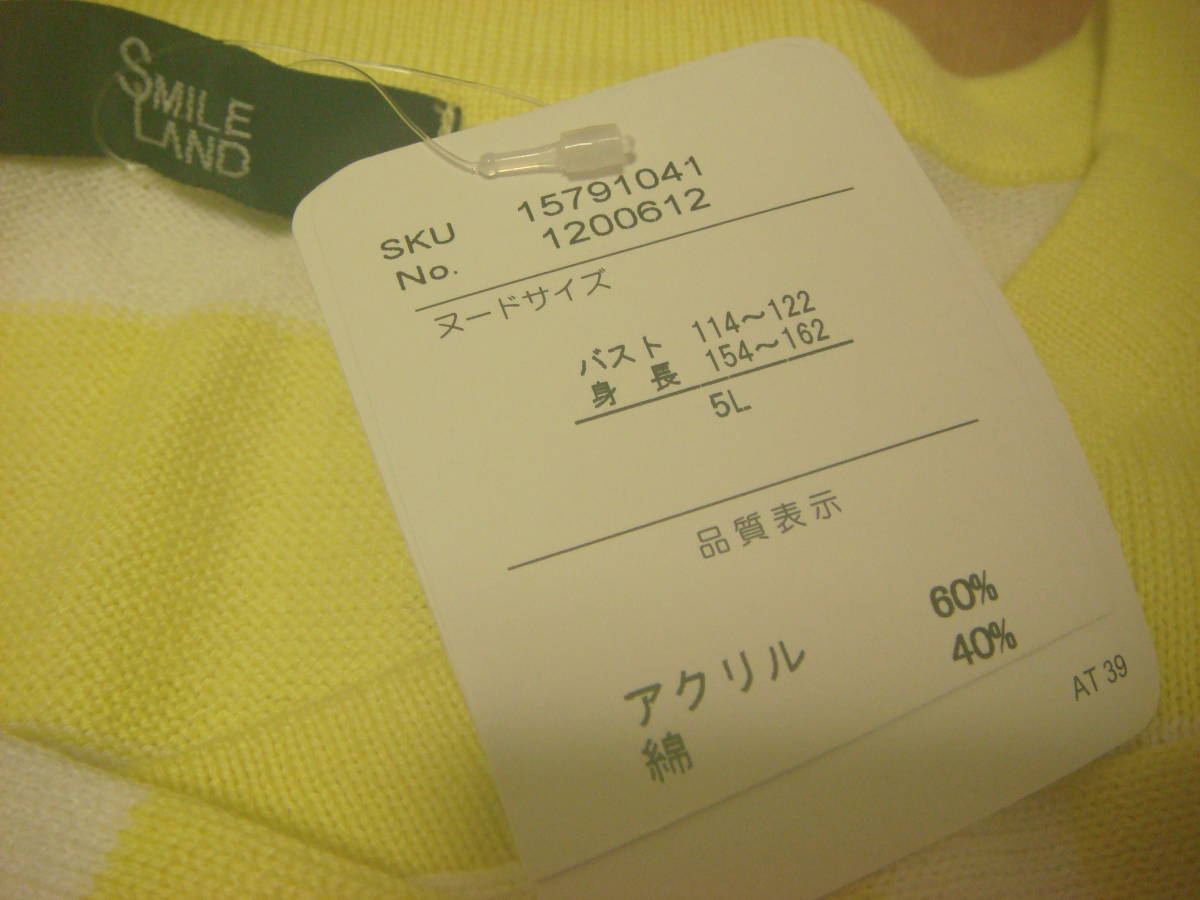 SMILE
LAND
SKU 15791041
No. 1200612
ヌードサイズ
バスト 114～122
身 長 154～162
5L
品質表示
アクリル 60%
綿 40%
AT 39